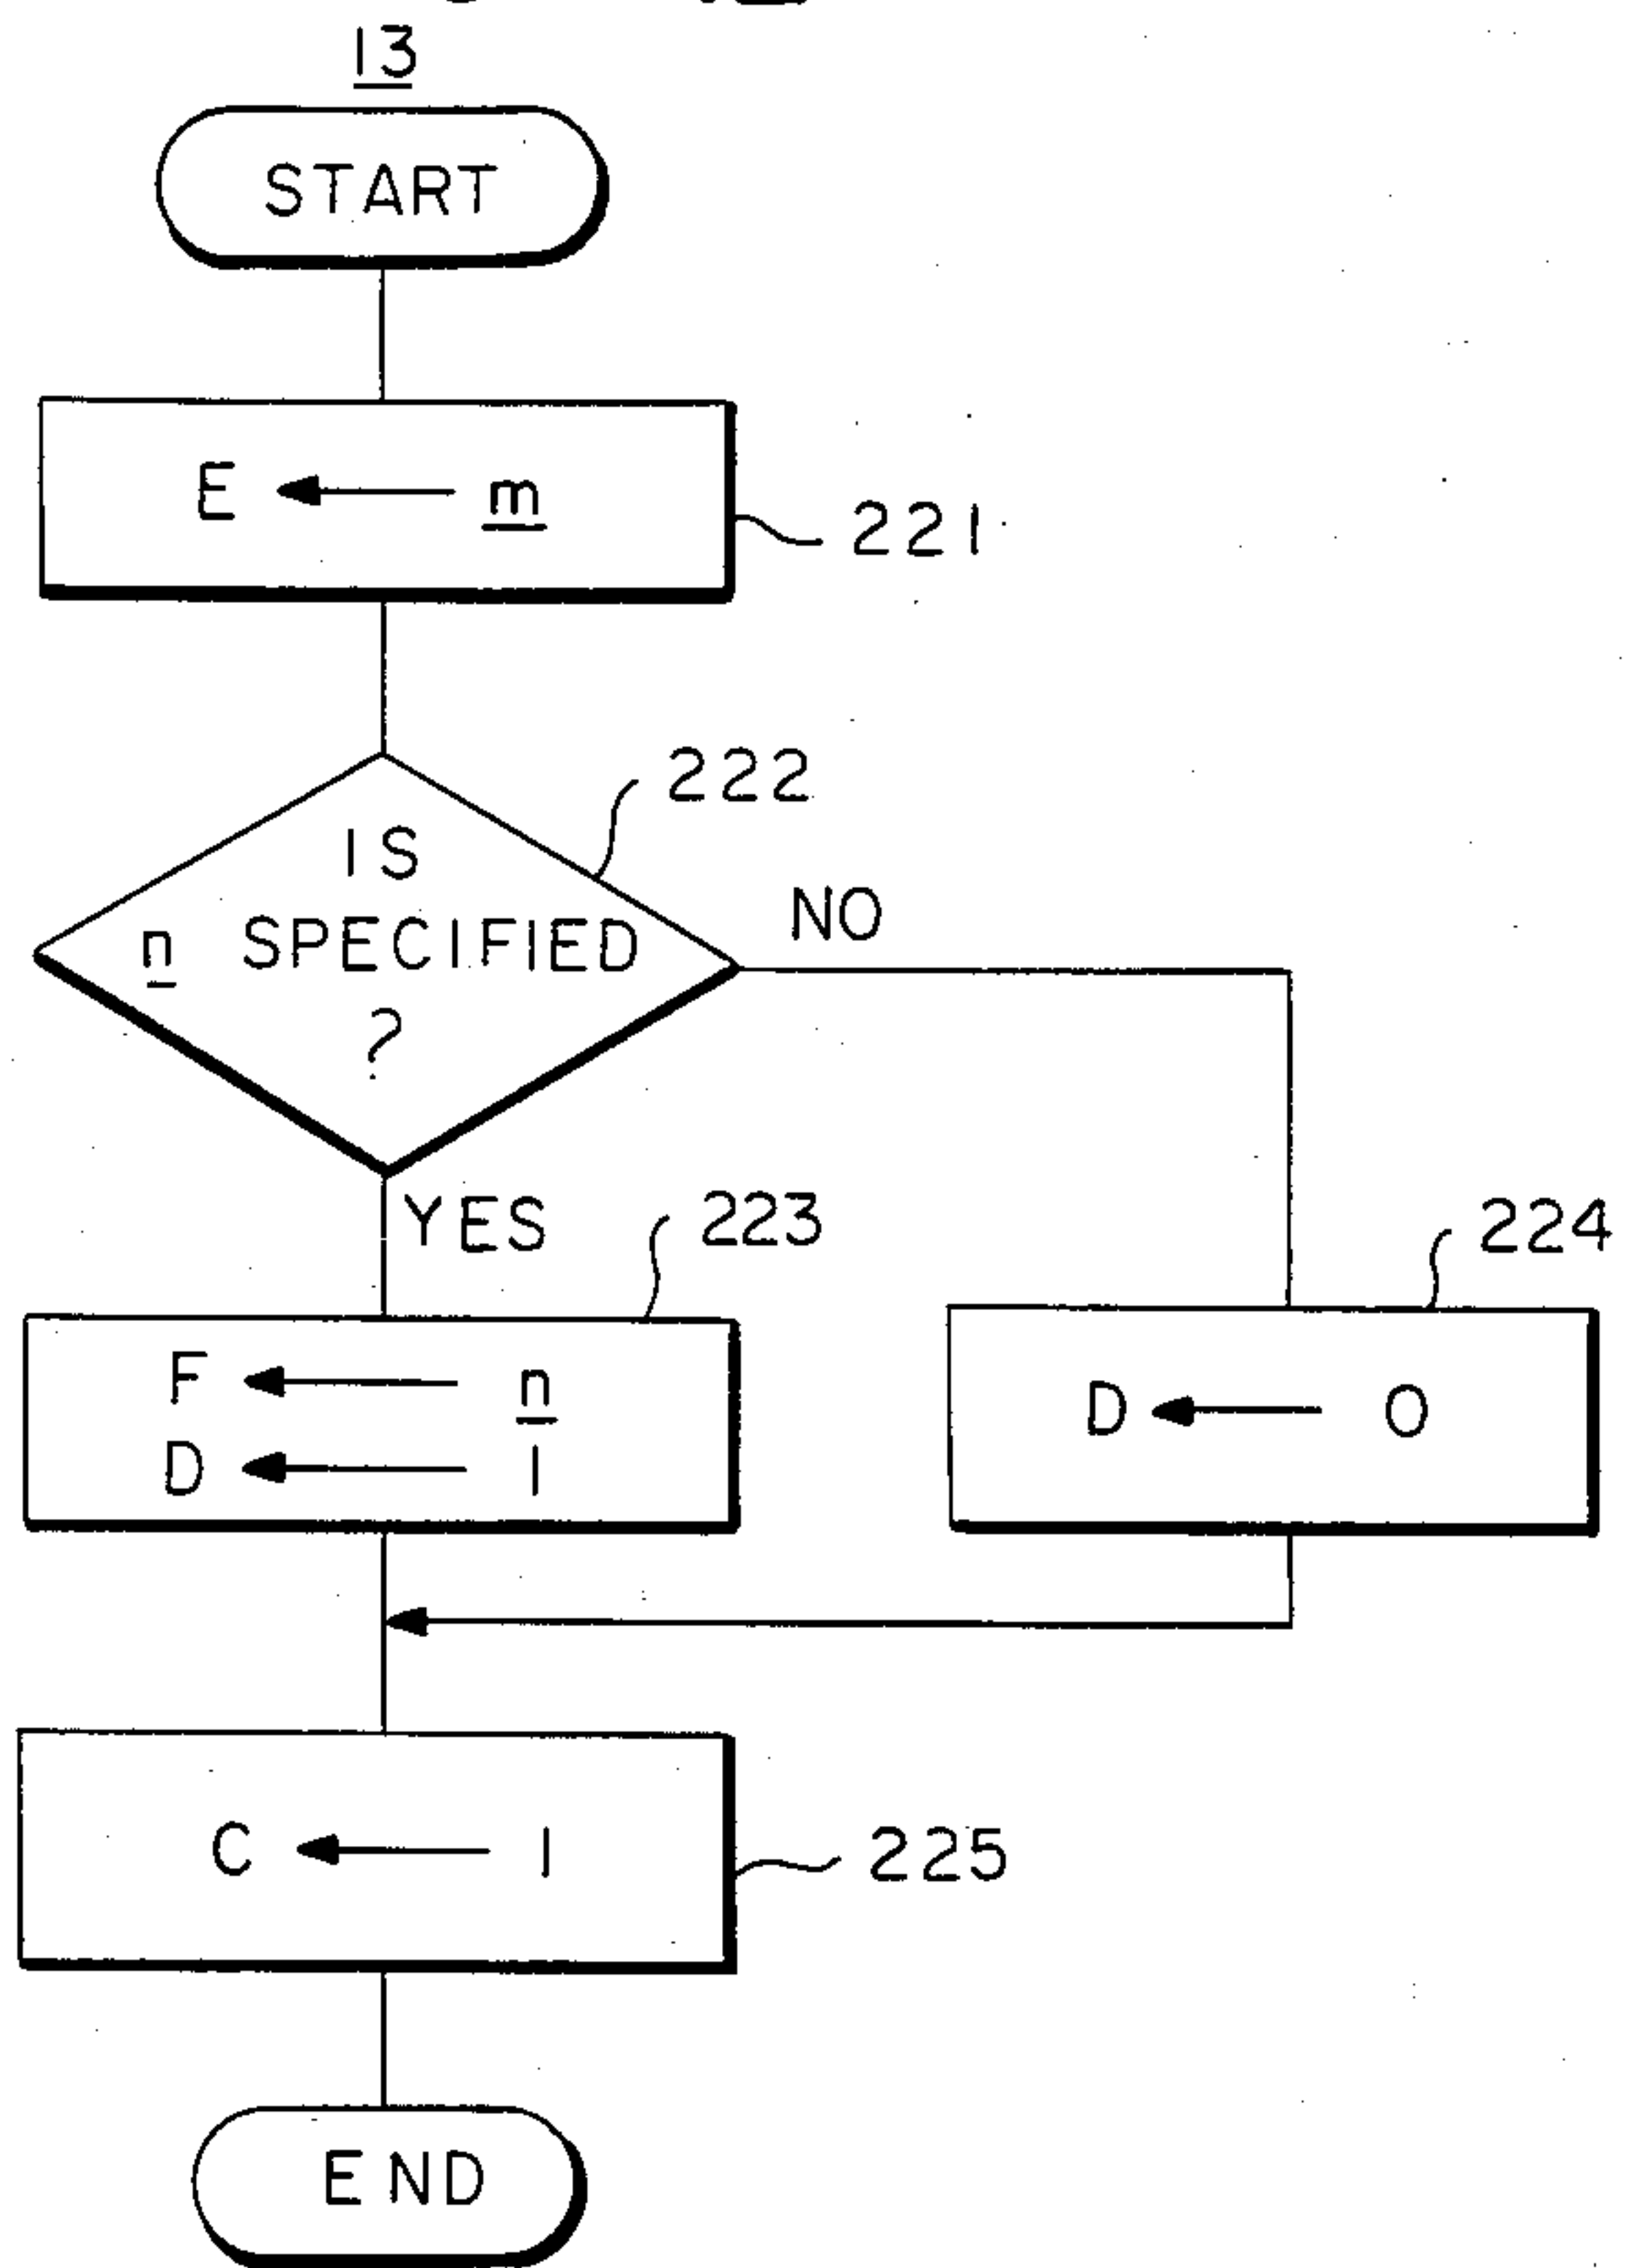 13
START
E ← m
221
222
IS
n SPECIFIED
?
NO
YES
223
224
F ← n
D ← 1
D ← 0
C ← 1
225
END